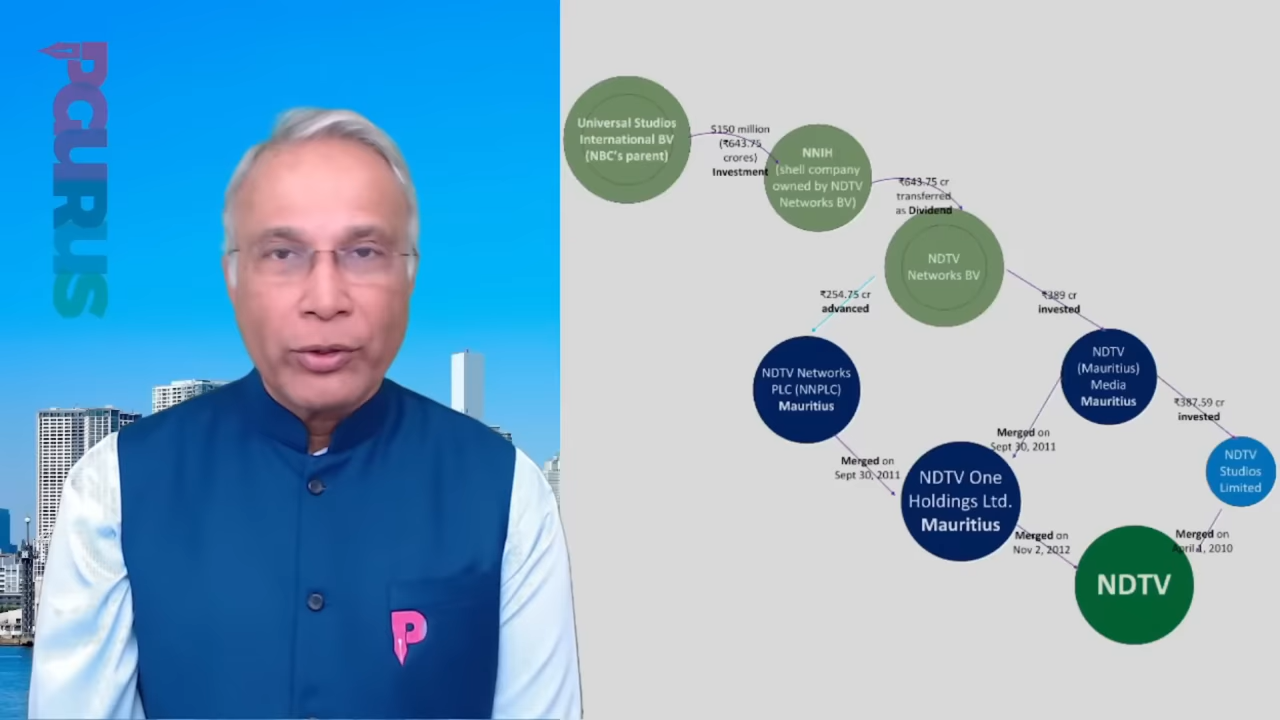 PGURUS
P
Universal Studios
International BV
(NBC's parent)
$150 million
(₹643.75
crores)
Investment
NNIH
(shell company
owned by NDTV
Networks BV)
₹643.75 cr
transferred
as Dividend
NDTV
Networks BV
₹254.75 cr
advanced
₹389 cr
invested
NDTV Networks
PLC (NNPLC)
Mauritius
NDTV
(Mauritius)
Media
Mauritius
₹387.59 cr
invested
Merged on
Sept 30, 2011
Merged on
Sept 30, 2011
NDTV
Studios
Limited
NDTV One
Holdings Ltd.
Mauritius
Merged on
Nov 2, 2012
Merged on
April 1, 2010
NDTV